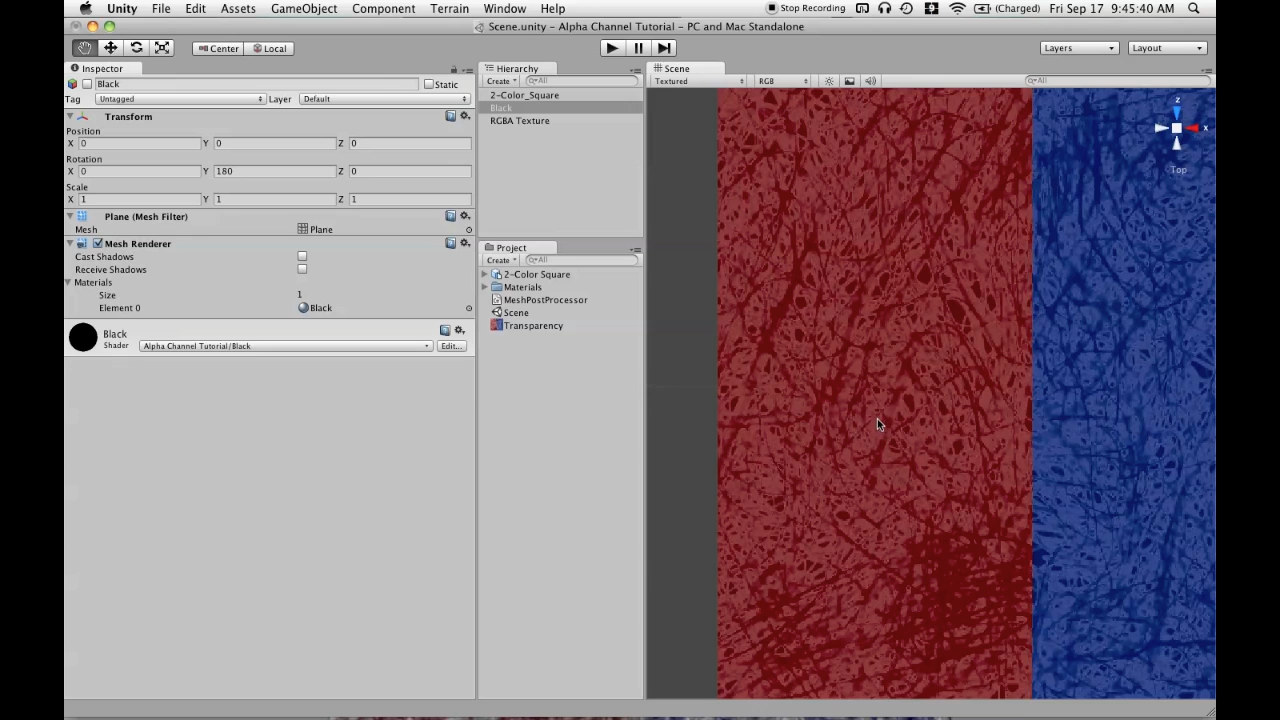 Unity File Edit Assets GameObject Component Terrain Window Help Stop Recording (Charged) Fri Sep 17 9:45:40 AM
Scene.unity - Alpha Channel Tutorial - PC and Mac Standalone
Center Local Layers Layout
Inspector
Black Static
Tag Untagged Layer Default
Transform
Position
X 0 Y 0 Z 0
Rotation
X 0 Y 180 Z 0
Scale
X 1 Y 1 Z 1
Plane (Mesh Filter)
Mesh Plane
Mesh Renderer
Cast Shadows
Receive Shadows
Materials
Size 1
Element 0 Black
Black
Shader Alpha Channel Tutorial/Black Edit...
Hierarchy
Create All
2-Color_Square
Black
RGBA Texture
Project
Create All
2-Color Square
Materials
MeshPostProcessor
Scene
Transparency
Scene
Textured RGB All
z
x
Top